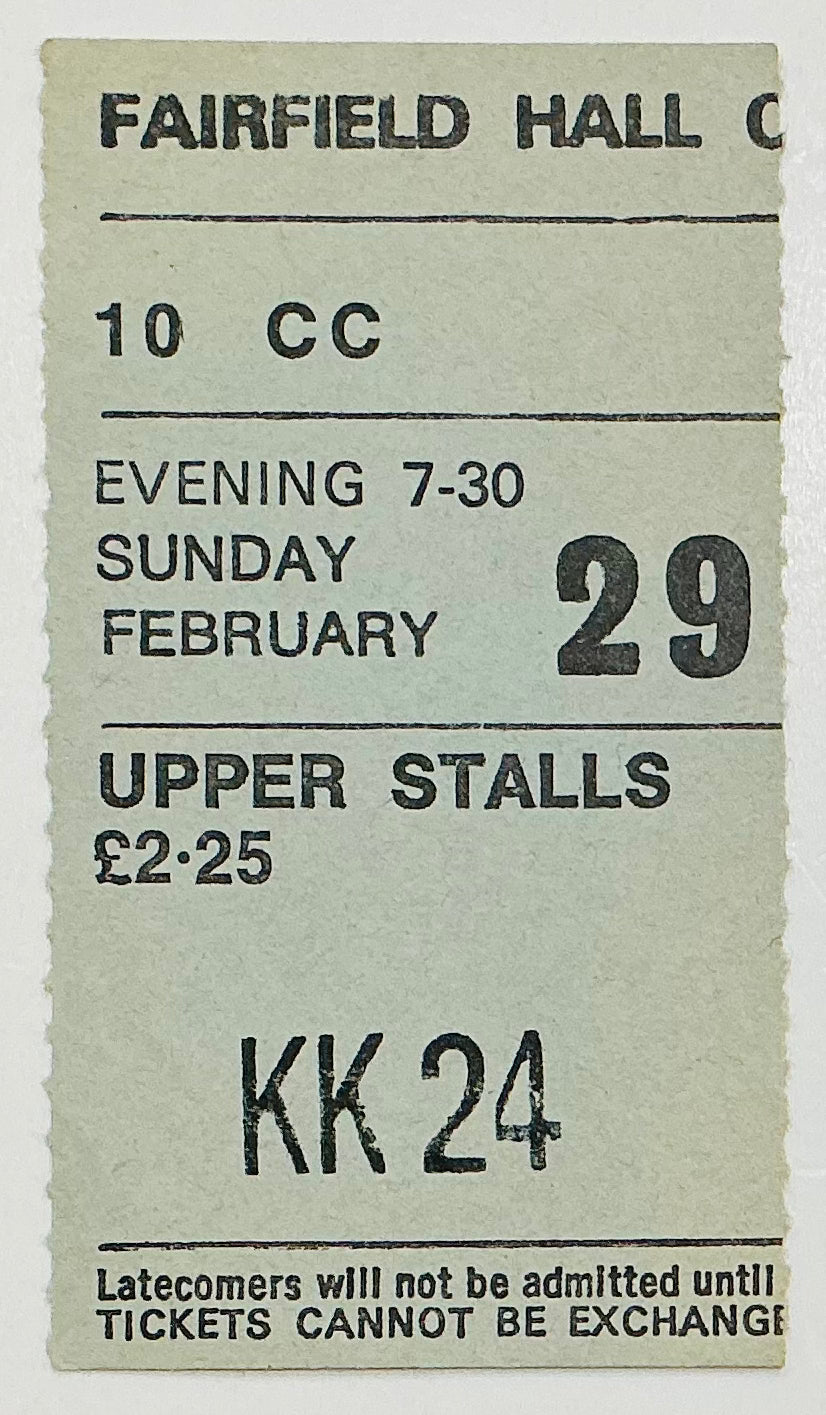 FAIRFIELD HALL C
10 CC
EVENING 7-30
SUNDAY
FEBRUARY 29
UPPER STALLS
£2·25
KK 24
Latecomers will not be admitted until
TICKETS CANNOT BE EXCHANGE